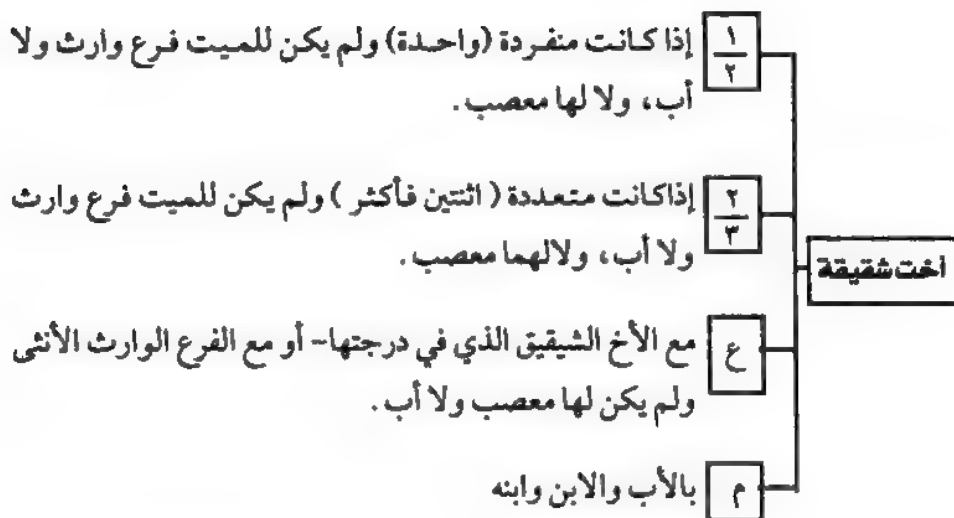 أخت شقيقة
١/٢ إذا كانت منفردة (واحدة) ولم يكن للميت فرع وارث ولا
أب، ولا لها معصب.
٢/٣ إذاكانت متعددة ( اثنتين فأكثر ) ولم يكن للميت فرع وارث
ولا أب، ولالهما معصب.
ع مع الأخ الشيقيق الذي في درجتها- أو مع الفرع الوارث الأنثى
ولم يكن لها معصب ولا أب.
م بالأب والابن وابنه